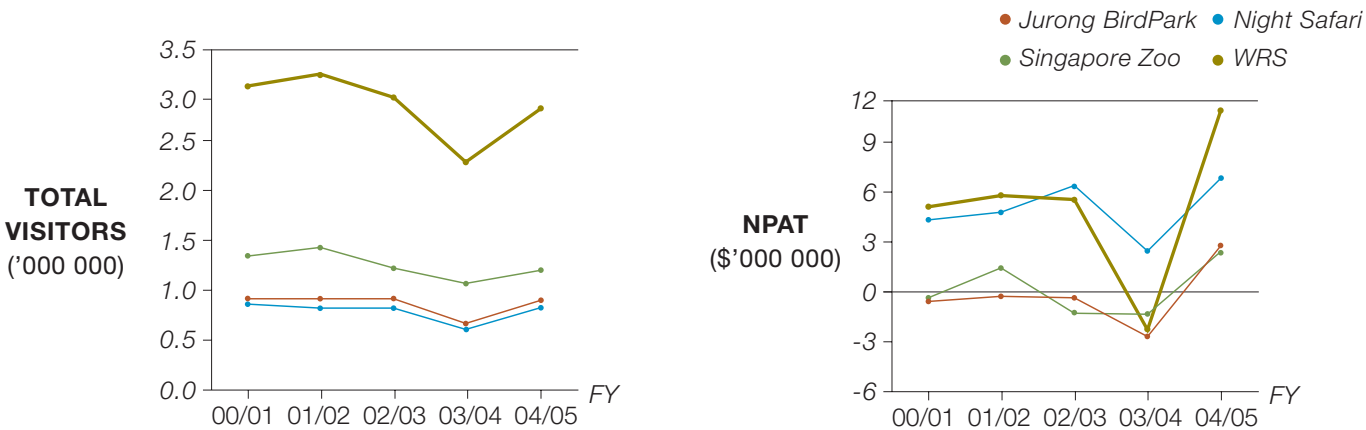 TOTAL
VISITORS
('000 000)
3.5
3.0
2.5
2.0
1.5
1.0
0.5
0.0
00/01 01/02 02/03 03/04 04/05
FY
Jurong BirdPark Night Safari
Singapore Zoo WRS
NPAT
($'000 000)
12
9
6
3
0
-3
-6
00/01 01/02 02/03 03/04 04/05
FY